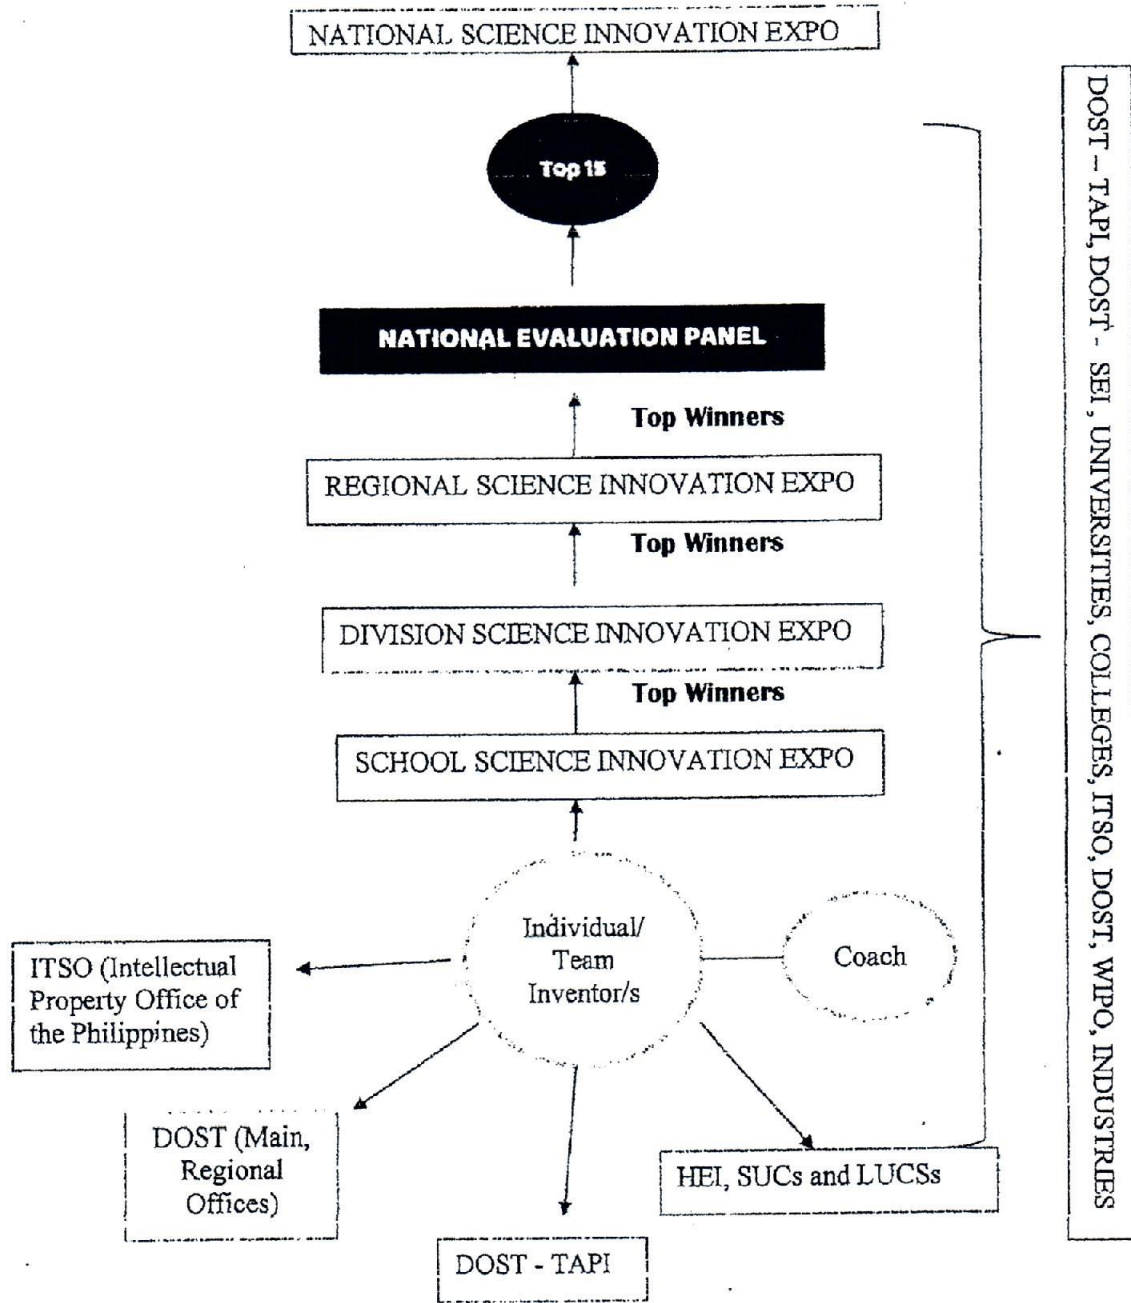 NATIONAL SCIENCE INNOVATION EXPO
Top 15
NATIONAL EVALUATION PANEL
Top Winners
REGIONAL SCIENCE INNOVATION EXPO
Top Winners
DIVISION SCIENCE INNOVATION EXPO
Top Winners
SCHOOL SCIENCE INNOVATION EXPO
Individual/
Team
Inventor/s
Coach
ITSO (Intellectual
Property Office of
the Philippines)
DOST (Main,
Regional
Offices)
DOST - TAPI
HEI, SUCs and LUCSs
DOST – TAPI, DOST - SEI , UNIVERSITIES, COLLEGES, ITSO, DOST, WIPO, INDUSTRIES